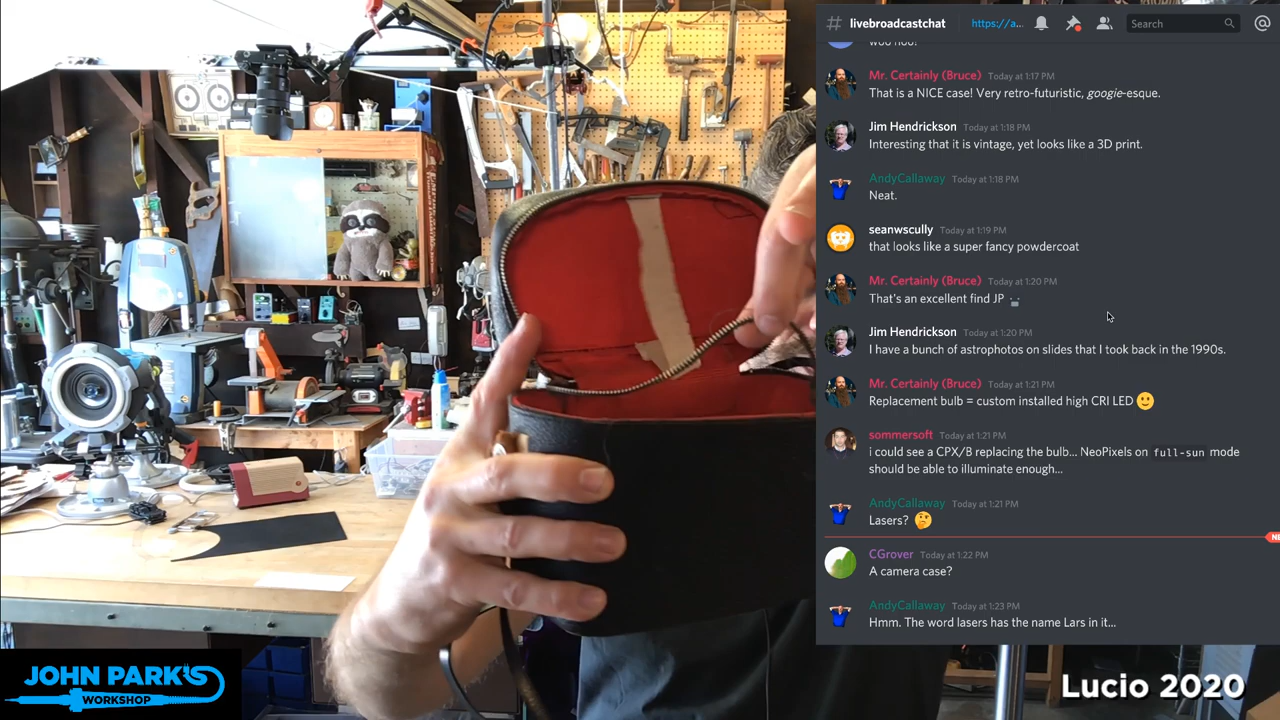 # livebroadcastchat https://a... Search
woo hoo!
Mr. Certainly (Bruce) Today at 1:17 PM
That is a NICE case! Very retro-futuristic, googie-esque.
Jim Hendrickson Today at 1:18 PM
Interesting that it is vintage, yet looks like a 3D print.
AndyCallaway Today at 1:18 PM
Neat.
seanwscully Today at 1:19 PM
that looks like a super fancy powdercoat
Mr. Certainly (Bruce) Today at 1:20 PM
That's an excellent find JP
Jim Hendrickson Today at 1:20 PM
I have a bunch of astrophotos on slides that I took back in the 1990s.
Mr. Certainly (Bruce) Today at 1:21 PM
Replacement bulb = custom installed high CRI LED 🙂
sommersoft Today at 1:21 PM
i could see a CPX/B replacing the bulb... NeoPixels on full-sun mode
should be able to illuminate enough...
AndyCallaway Today at 1:21 PM
Lasers? 🤔
CGrover Today at 1:22 PM
A camera case?
AndyCallaway Today at 1:23 PM
Hmm. The word lasers has the name Lars in it...
JOHN PARK'S
WORKSHOP
Lucio 2020